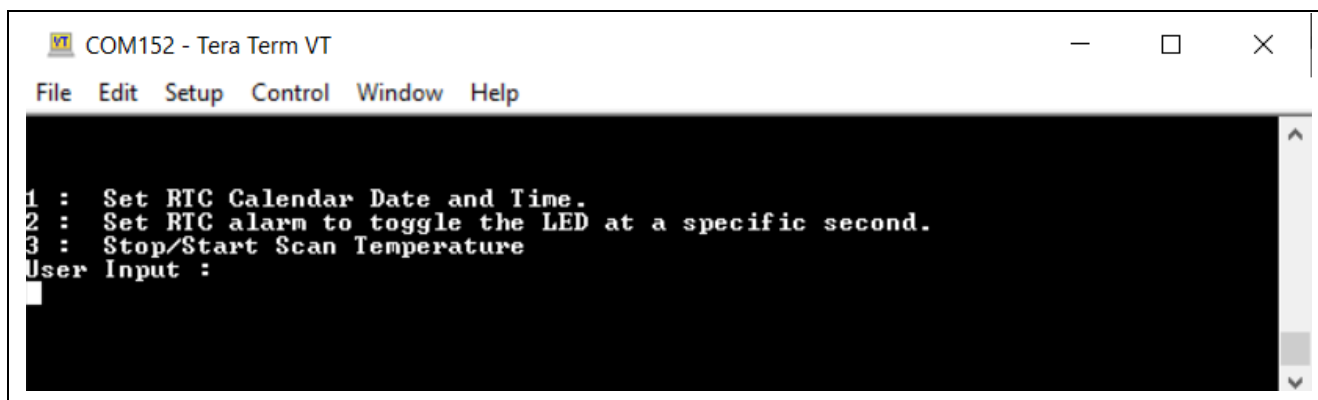 COM152 - Tera Term VT
File Edit Setup Control Window Help
1 :  Set RTC Calendar Date and Time.
2 :  Set RTC alarm to toggle the LED at a specific second.
3 :  Stop/Start Scan Temperature
User Input :